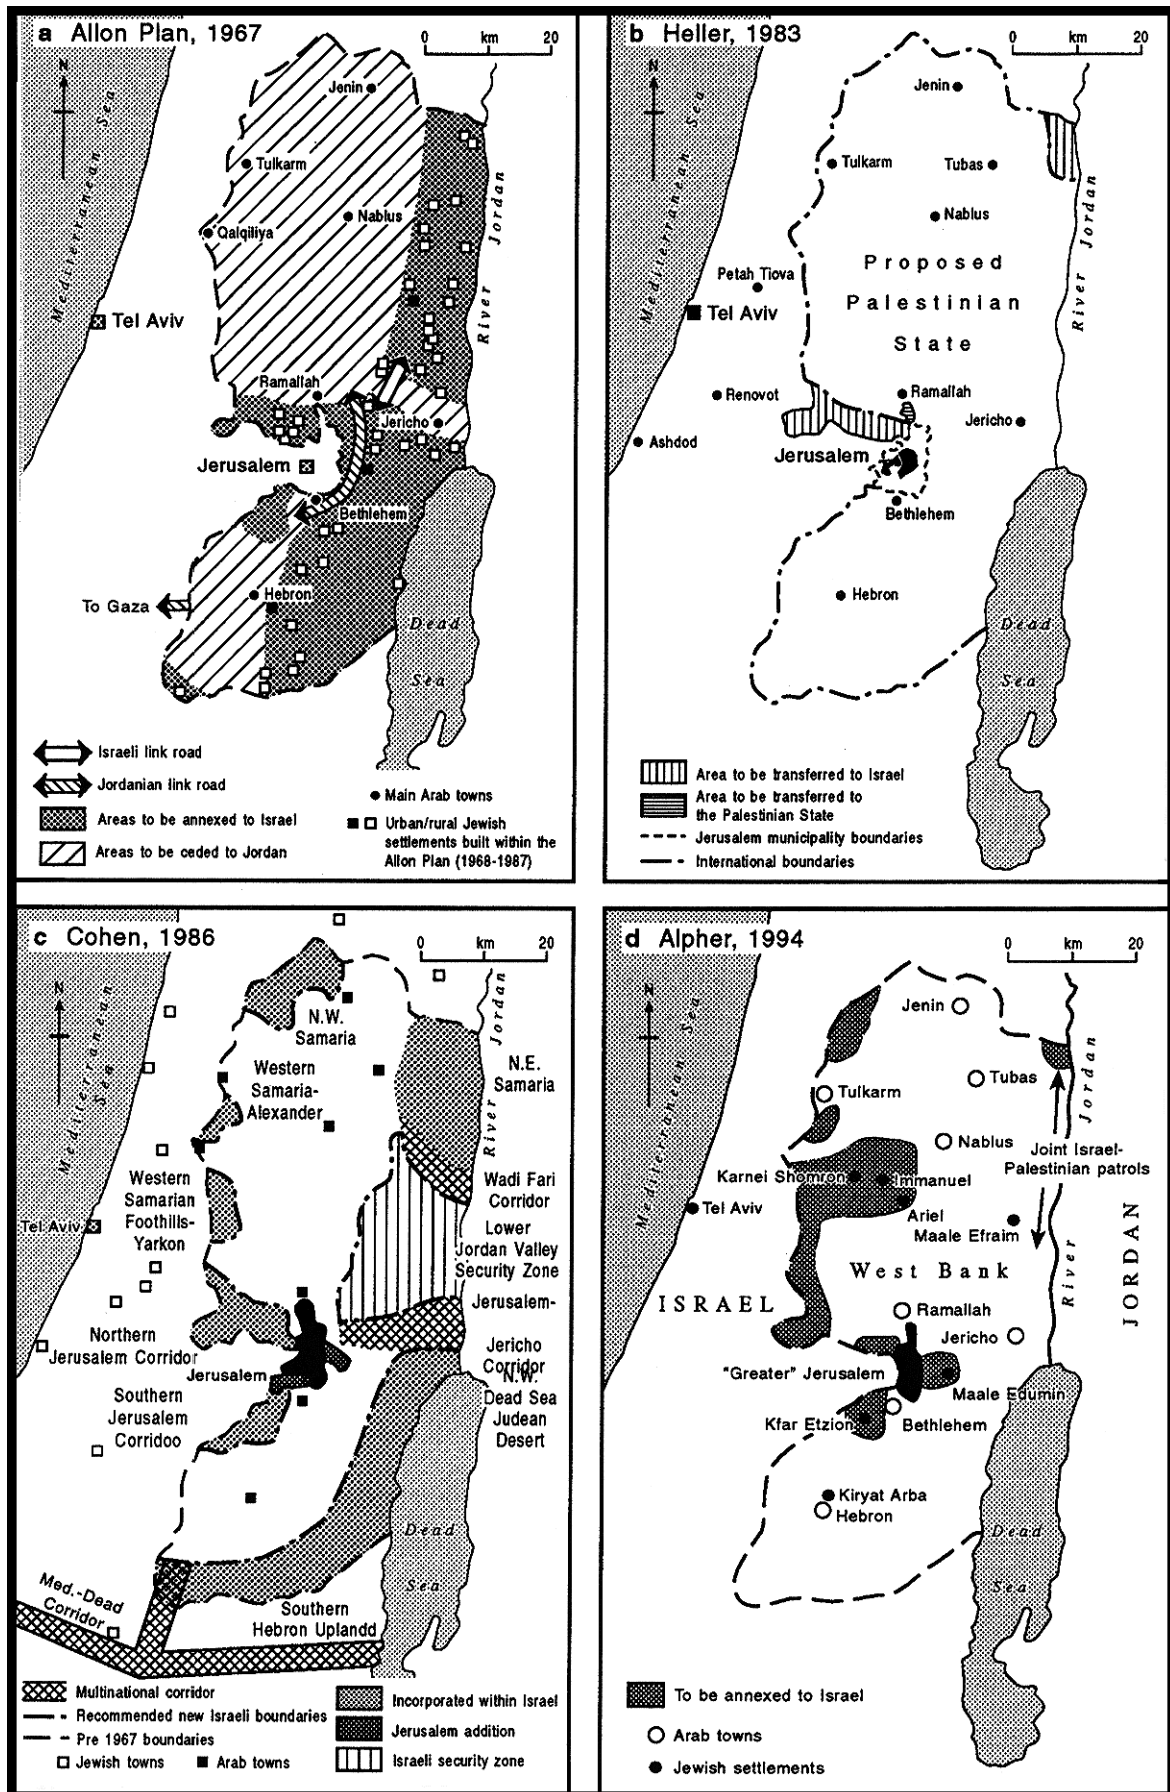 a Allon Plan, 1967
0 km 20
N
Mediterranean Sea
Jenin
Tulkarm
Nablus
Qalqiliya
River Jordan
Tel Aviv
Ramallah
Jericho
Jerusalem
Bethlehem
To Gaza
Hebron
Dead
Sea
Israeli link road
Jordanian link road
Areas to be annexed to Israel
Areas to be ceded to Jordan
Main Arab towns
Urban/rural Jewish
settlements built within the
Allon Plan (1968-1987)
b Heller, 1983
0 km 20
N
Mediterranean Sea
Jenin
Tulkarm
Tubas
Nablus
River Jordan
Proposed
Palestinian
State
Petah Tiova
Tel Aviv
Renovot
Ramallah
Ashdod
Jericho
Jerusalem
Bethlehem
Hebron
Dead
Sea
Area to be transferred to Israel
Area to be transferred to
the Palestinian State
Jerusalem municipality boundaries
International boundaries
c Cohen, 1986
0 km 20
N
Mediterranean Sea
River Jordan
N.W.
Samaria
N.E.
Samaria
Western
Samaria-
Alexander
Western
Samarian
Foothills-
Yarkon
Wadi Fari
Corridor
Tel Aviv
Lower
Jordan Valley
Security Zone
Jerusalem-
Jericho
Corridor
Northern
Jerusalem Corridor
Jerusalem
N.W.
Dead Sea
Judean
Desert
Southern
Jerusalem
Corridoo
Dead
Sea
Med.-Dead
Corridor
Southern
Hebron Uplandd
Multinational corridor
Recommended new Israeli boundaries
Pre 1967 boundaries
Jewish towns
Arab towns
Incorporated within Israel
Jerusalem addition
Israeli security zone
d Alpher, 1994
0 km 20
N
Mediterranean Sea
Jenin
Tulkarm
Tubas
Nablus
River Jordan
Joint Israel-
Palestinian patrols
Karnei Shomron
Immanuel
Tel Aviv
Ariel
Maale Efraim
West Bank
ISRAEL
JORDAN
Ramallah
Jericho
"Greater" Jerusalem
Maale Edumin
Kfar Etzion
Bethlehem
Kiryat Arba
Hebron
Dead
Sea
To be annexed to Israel
Arab towns
Jewish settlements